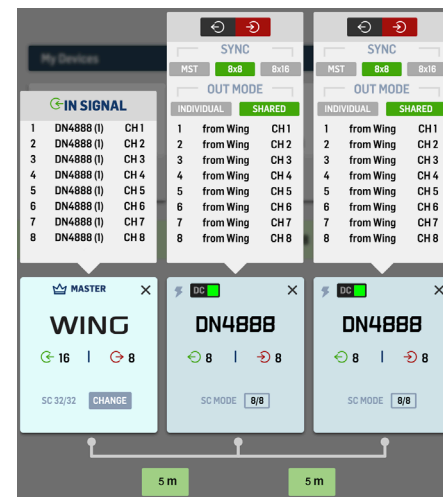 My Devices
IN SIGNAL
1 DN4888 (1) CH 1
2 DN4888 (1) CH 2
3 DN4888 (1) CH 3
4 DN4888 (1) CH 4
5 DN4888 (1) CH 5
6 DN4888 (1) CH 6
7 DN4888 (1) CH 7
8 DN4888 (1) CH 8
SYNC
MST 8x8 8x16
OUT MODE
INDIVIDUAL SHARED
1 from Wing CH 1
2 from Wing CH 2
3 from Wing CH 3
4 from Wing CH 4
5 from Wing CH 5
6 from Wing CH 6
7 from Wing CH 7
8 from Wing CH 8
SYNC
MST 8x8 8x16
OUT MODE
INDIVIDUAL SHARED
1 from Wing CH 1
2 from Wing CH 2
3 from Wing CH 3
4 from Wing CH 4
5 from Wing CH 5
6 from Wing CH 6
7 from Wing CH 7
8 from Wing CH 8
MASTER
WING
16 | 8
SC 32/32 CHANGE
DC
DN4888
8 | 8
SC MODE 8/8
DC
DN4888
8 | 8
SC MODE 8/8
5 m
5 m